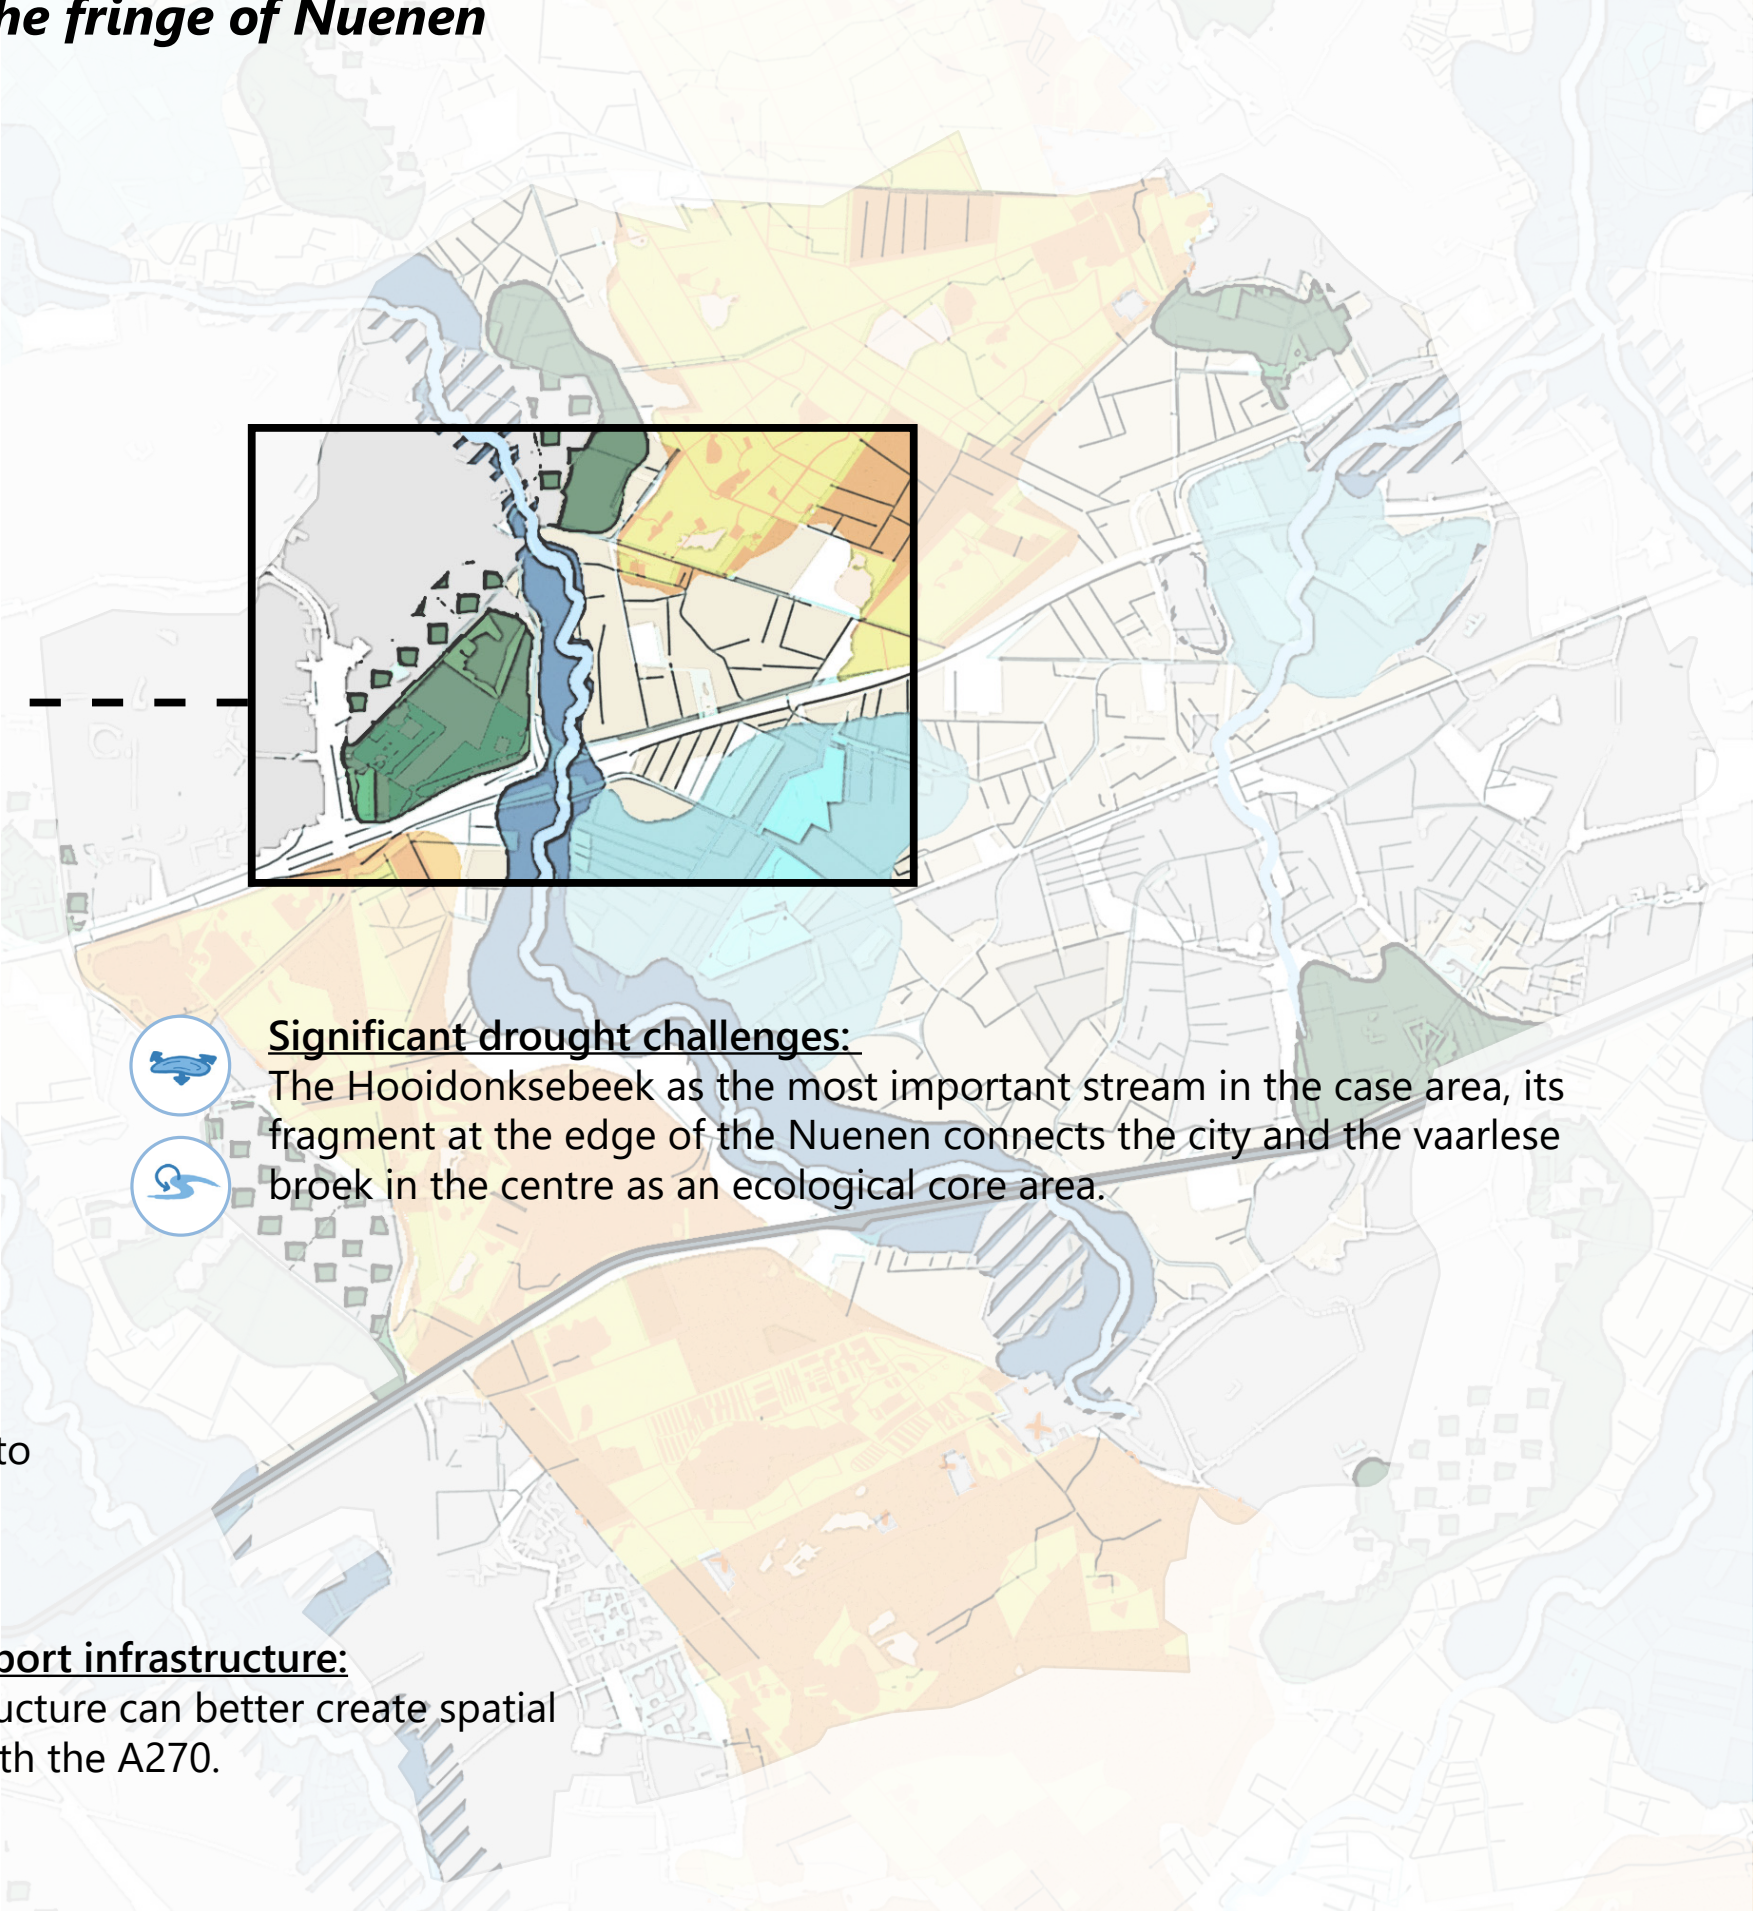 he fringe of Nuenen
Significant drought challenges:
The Hooidonksebeek as the most important stream in the case area, its
fragment at the edge of the Nuenen connects the city and the vaarlese
broek in the centre as an ecological core area.
to
port infrastructure:
ucture can better create spatial
th the A270.